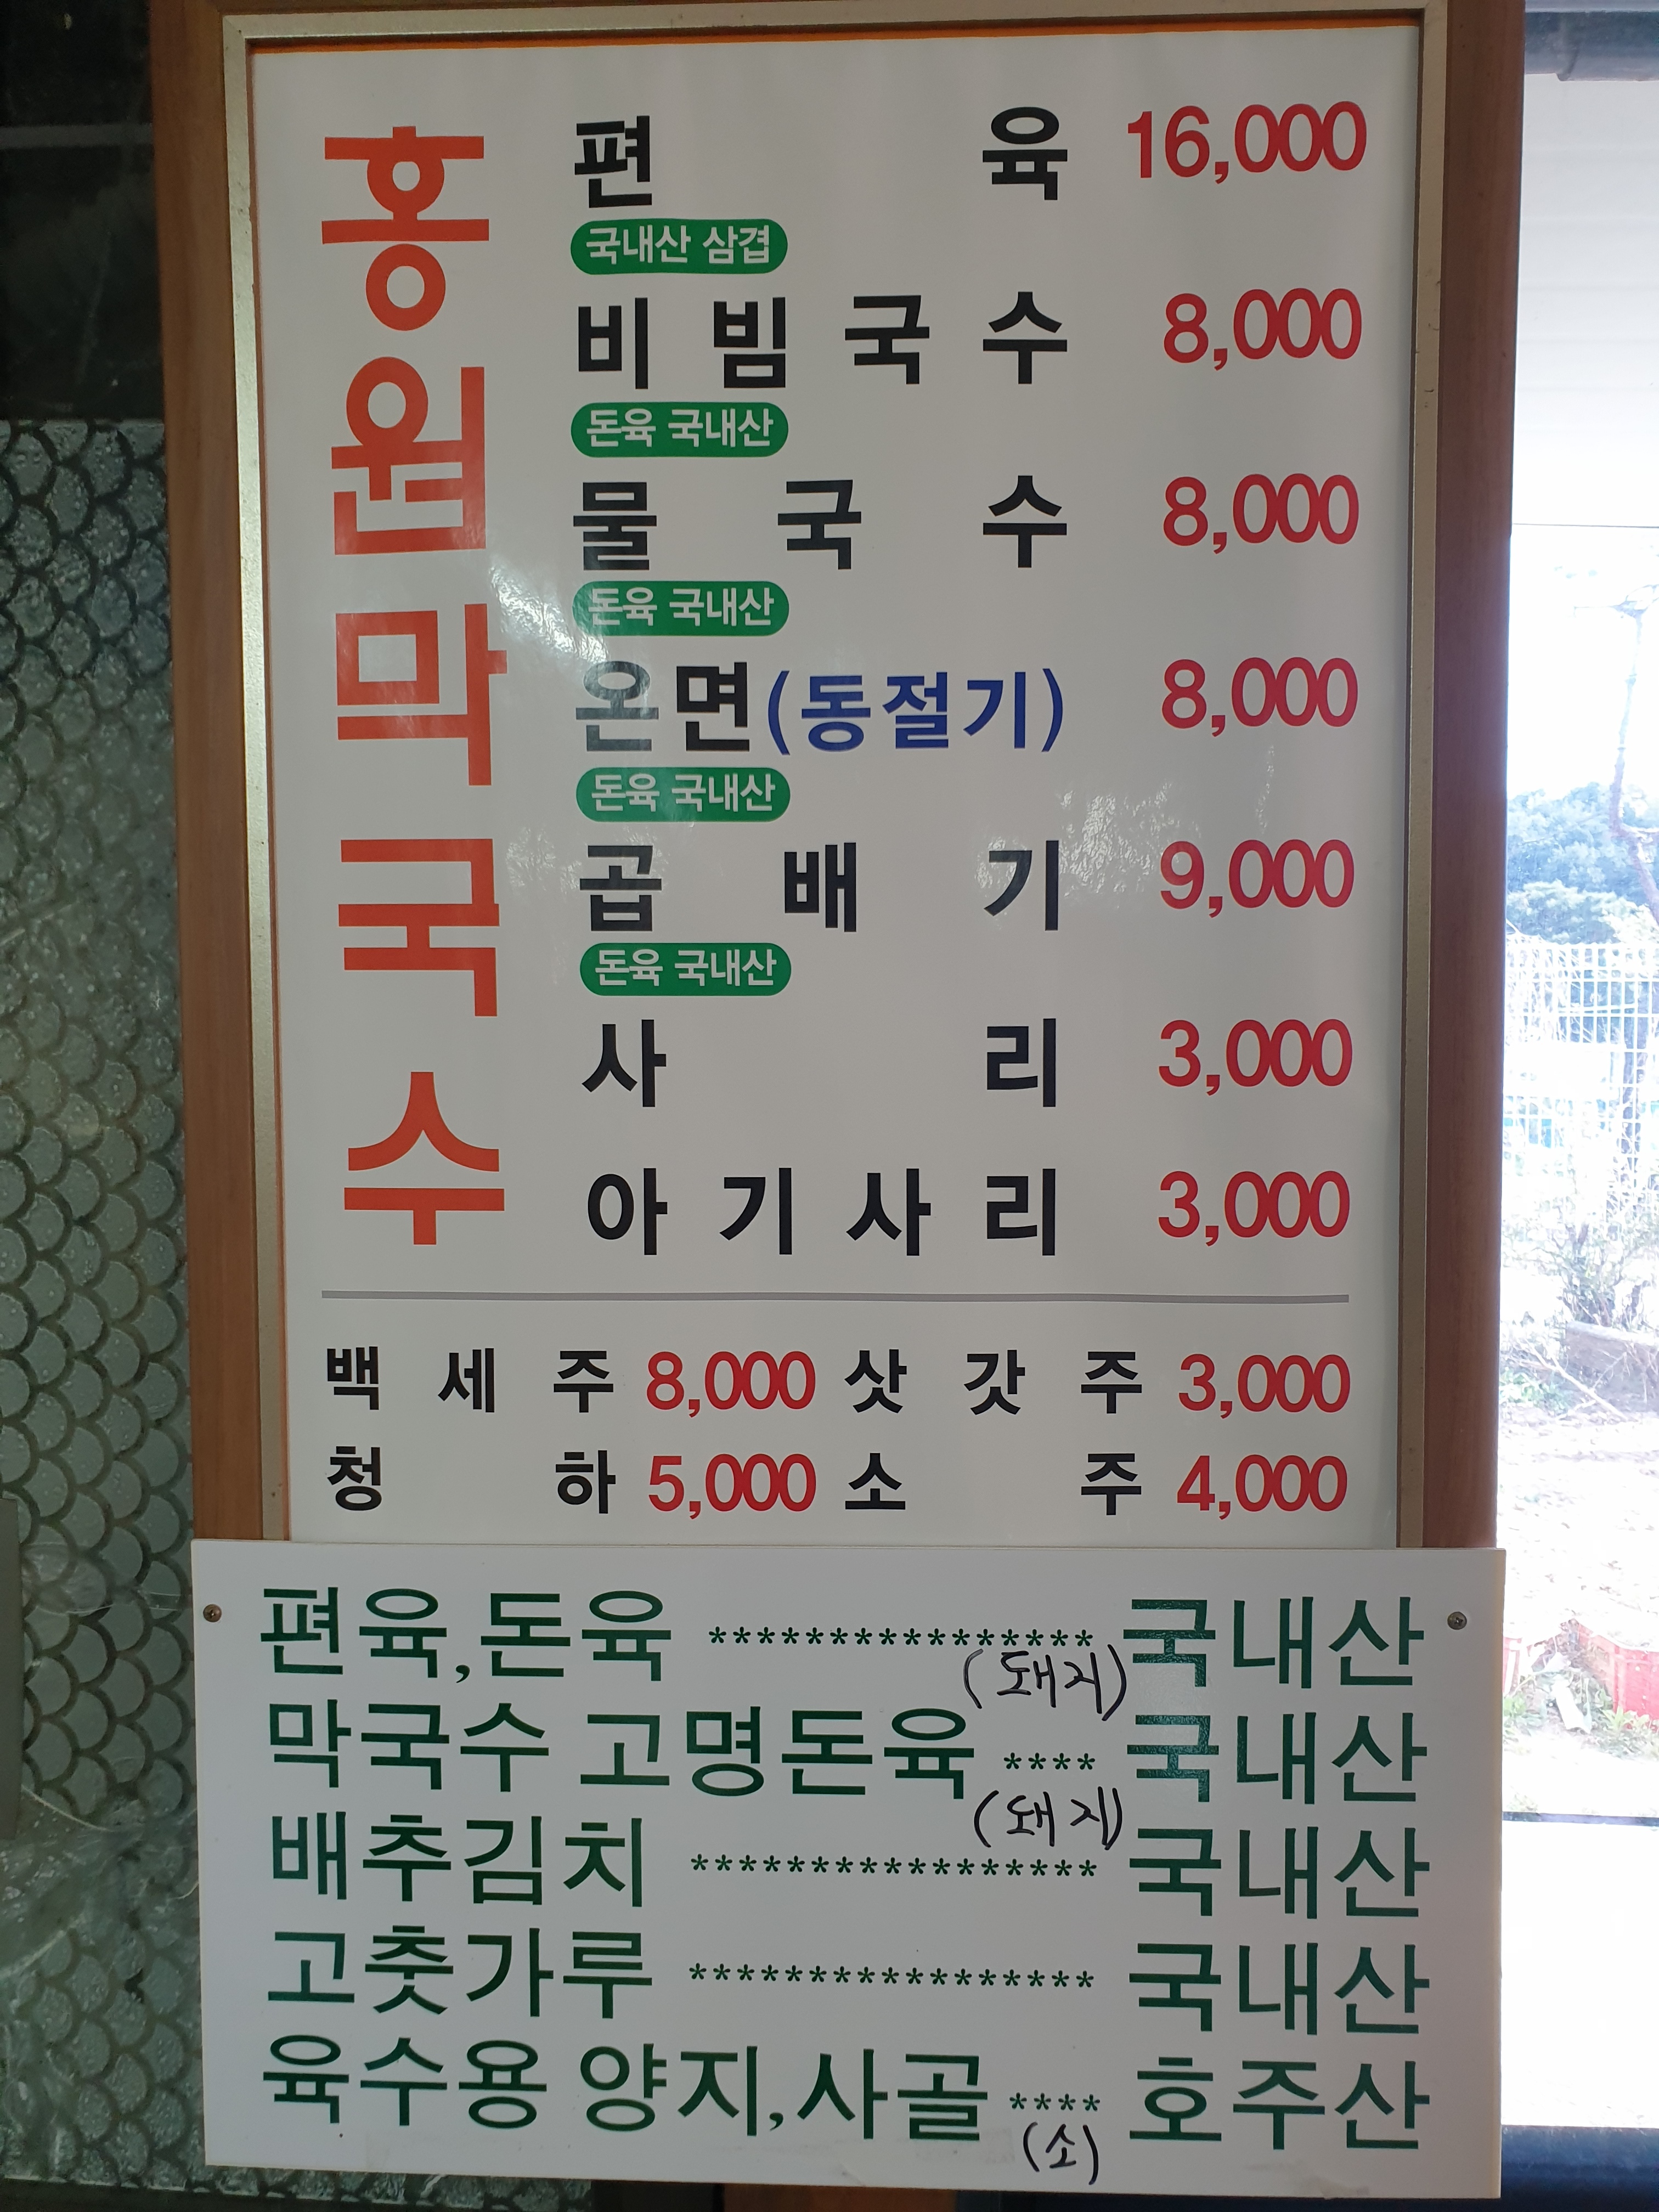 홍원막국수
편육 16,000
국내산 삼겹
비빔국수 8,000
돈육 국내산
물국수 8,000
돈육 국내산
온면(동절기) 8,000
돈육 국내산
곱배기 9,000
돈육 국내산
사리 3,000
아기사리 3,000
백세주 8,000 삿갓주 3,000
청하 5,000 소주 4,000
편육,돈육 **************** 국내산
(돼지)
막국수 고명돈육 **** 국내산
(돼지)
배추김치 ***************** 국내산
고춧가루 ***************** 국내산
육수용 양지,사골 **** 호주산
(소)